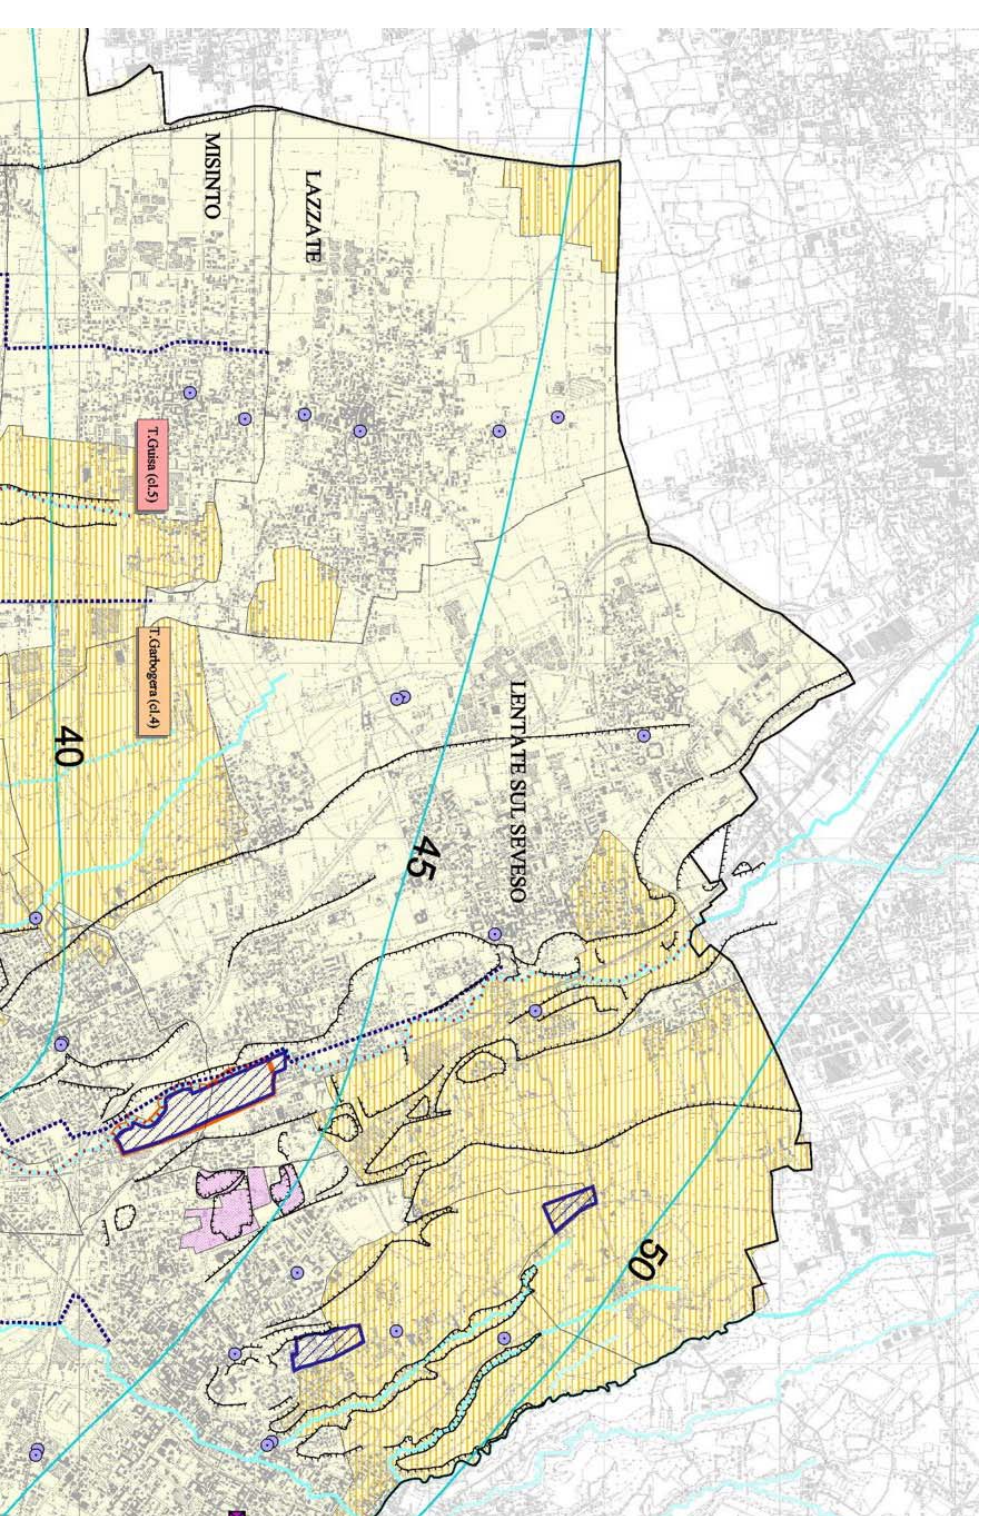 MISINTO
LAZZATE
T.Guisa (cl.5)
T.Garbogera (cl.4)
LENTATE SUL SEVESO
40
45
50